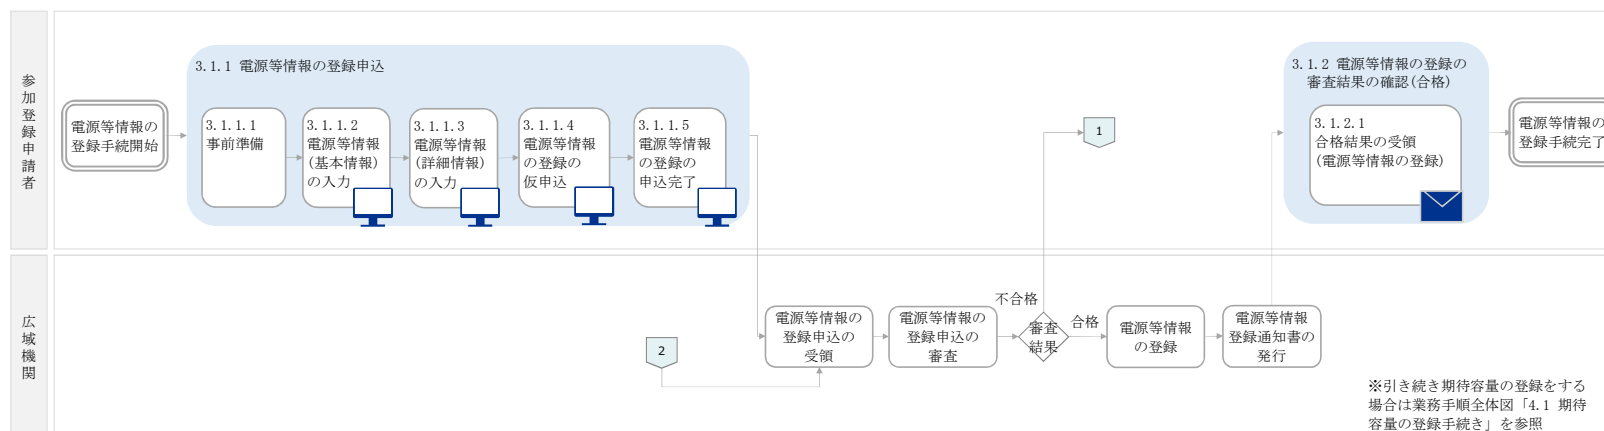 参加登録申請者
電源等情報の
登録手続開始
3.1.1 電源等情報の登録申込
3.1.1.1
事前準備
3.1.1.2
電源等情報
(基本情報)
の入力
3.1.1.3
電源等情報
(詳細情報)
の入力
3.1.1.4
電源等情報
の登録の
仮申込
3.1.1.5
電源等情報
の登録の
申込完了
1
3.1.2 電源等情報の登録の
審査結果の確認(合格)
3.1.2.1
合格結果の受領
(電源等情報の登録)
電源等情報の
登録手続完了
広域機関
2
電源等情報の
登録申込の
受領
電源等情報の
登録申込の
審査
不合格
審査
結果
合格
電源等情報
の登録
電源等情報
登録通知書の
発行
※引き続き期待容量の登録をする
場合は業務手順全体図「4.1 期待
容量の登録手続き」を参照